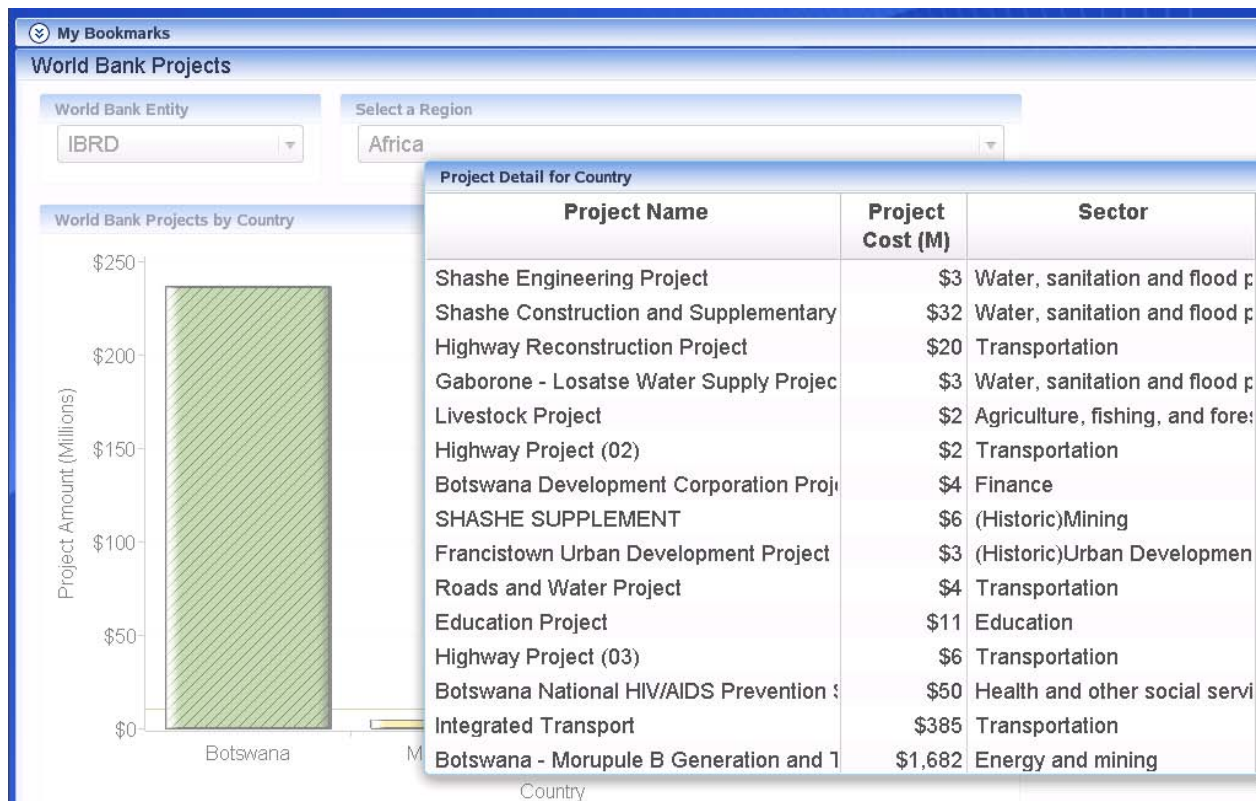 My Bookmarks
World Bank Projects
World Bank Entity
Select a Region
IBRD
Africa
World Bank Projects by Country
$250
$200
$150
$100
$50
$0
Project Amount (Millions)
Botswana
M
Country
Project Detail for Country
Project Name Project Cost (M) Sector
Shashe Engineering Project $3 Water, sanitation and flood p
Shashe Construction and Supplementary $32 Water, sanitation and flood p
Highway Reconstruction Project $20 Transportation
Gaborone - Losatse Water Supply Projec $3 Water, sanitation and flood p
Livestock Project $2 Agriculture, fishing, and fores
Highway Project (02) $2 Transportation
Botswana Development Corporation Proj $4 Finance
SHASHE SUPPLEMENT $6 (Historic)Mining
Francistown Urban Development Project $3 (Historic)Urban Developmen
Roads and Water Project $4 Transportation
Education Project $11 Education
Highway Project (03) $6 Transportation
Botswana National HIV/AIDS Prevention $50 Health and other social servi
Integrated Transport $385 Transportation
Botswana - Morupule B Generation and T $1,682 Energy and mining